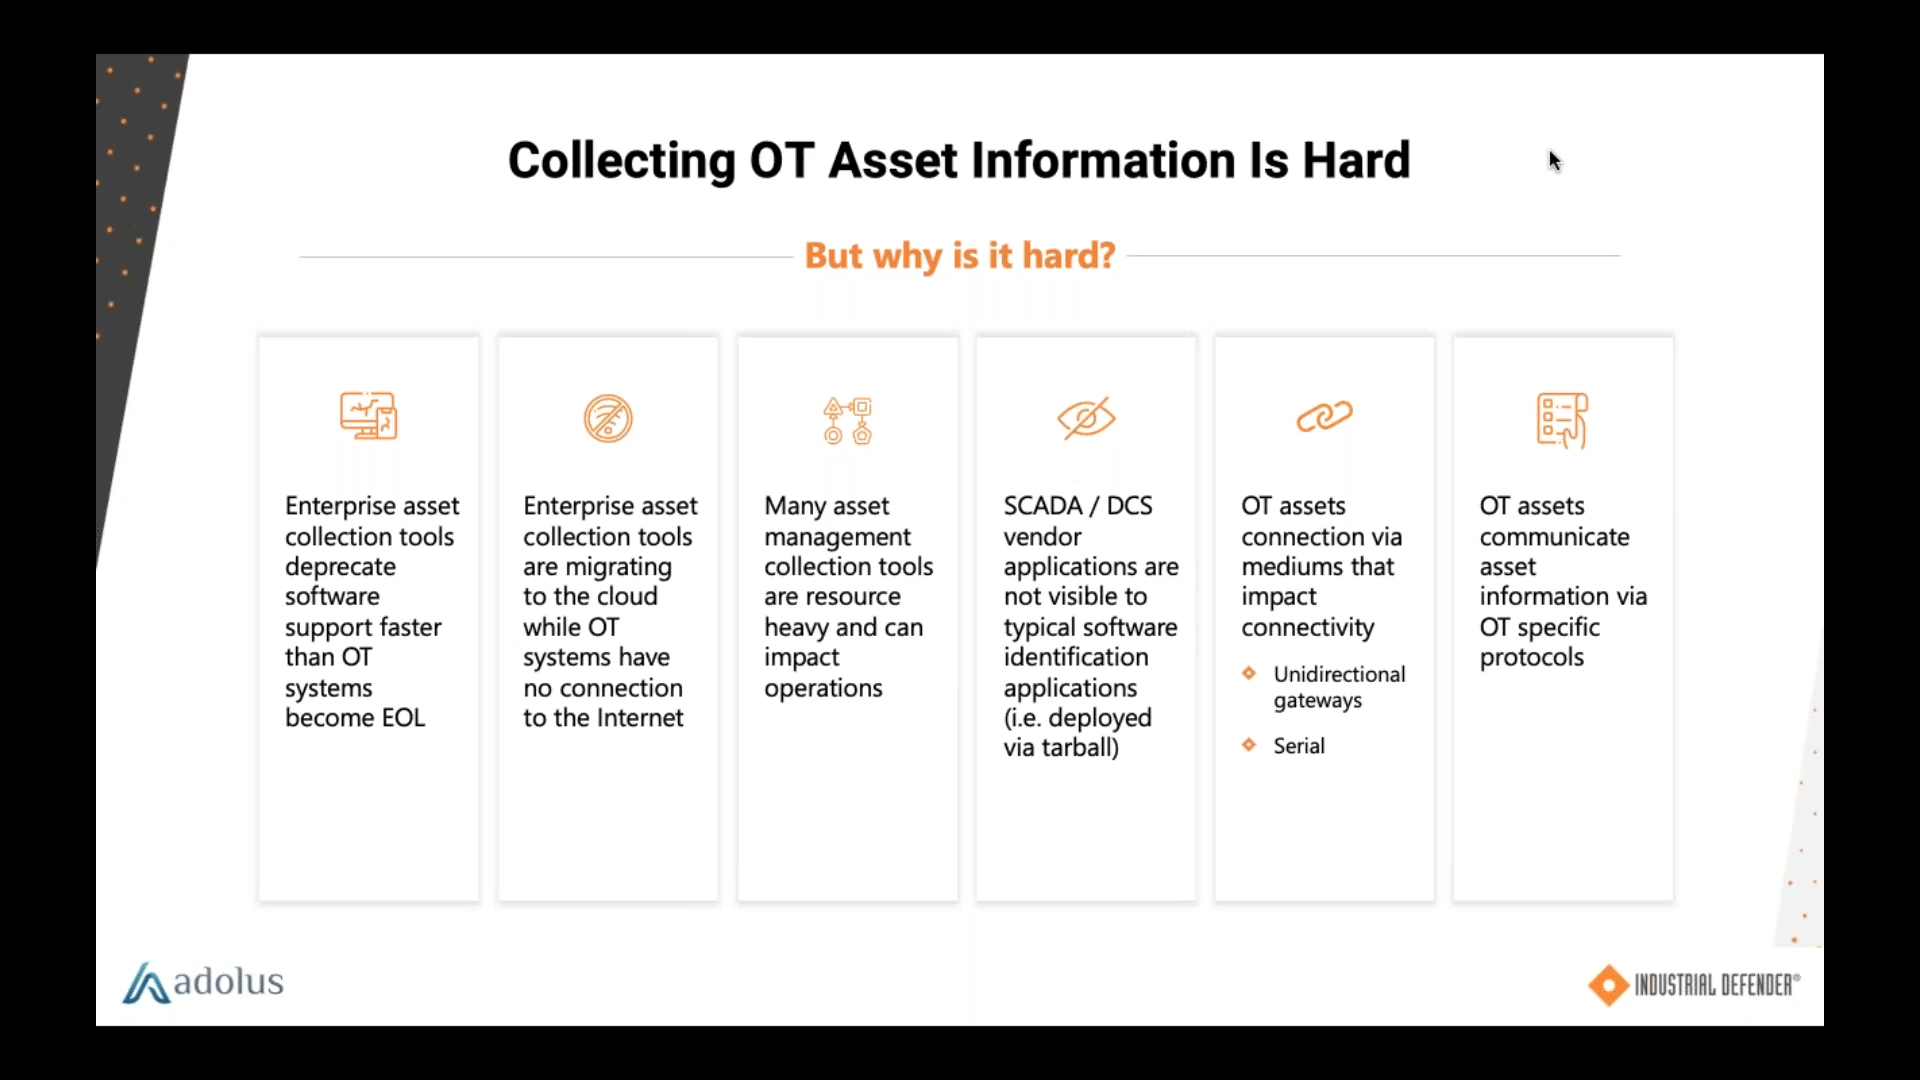 Collecting OT Asset Information Is Hard
But why is it hard?
Enterprise asset
collection tools
deprecate
software
support faster
than OT
systems
become EOL
Enterprise asset
collection tools
are migrating
to the cloud
while OT
systems have
no connection
to the Internet
Many asset
management
collection tools
are resource
heavy and can
impact
operations
SCADA / DCS
vendor
applications are
not visible to
typical software
identification
applications
(i.e. deployed
via tarball)
OT assets
connection via
mediums that
impact
connectivity
Unidirectional
gateways
Serial
OT assets
communicate
asset
information via
OT specific
protocols
adolus
INDUSTRIAL DEFENDER®